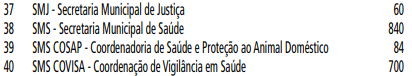 37 SMJ - Secretaria Municipal de Justiça 60
38 SMS - Secretaria Municipal de Saúde 840
39 SMS COSAP - Coordenadoria de Saúde e Proteção ao Animal Doméstico 84
40 SMS COVISA - Coordenação de Vigilância em Saúde 700